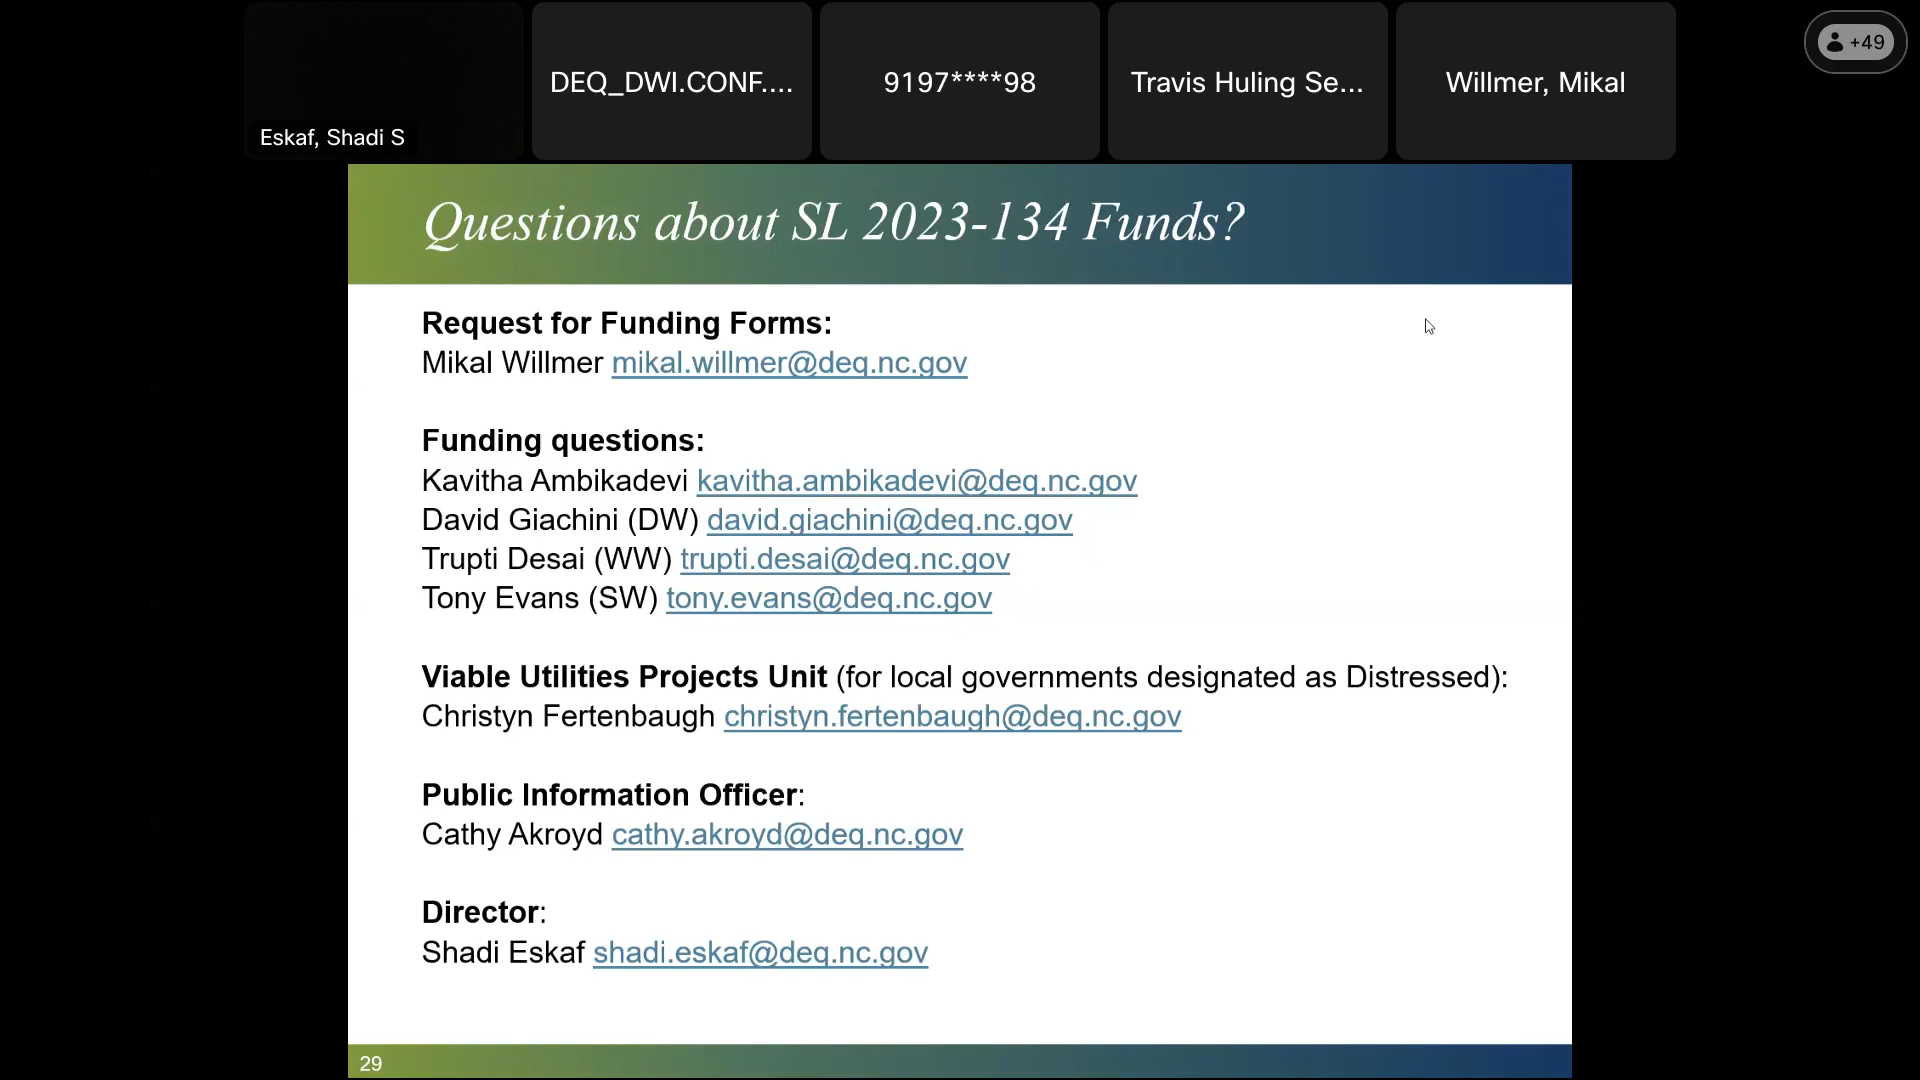 DEQ_DWI.CONF....
9197****98
Travis Huling Se...
Willmer, Mikal
+49
Eskaf, Shadi S
Questions about SL 2023-134 Funds?
Request for Funding Forms:
Mikal Willmer mikal.willmer@deq.nc.gov
Funding questions:
Kavitha Ambikadevi kavitha.ambikadevi@deq.nc.gov
David Giachini (DW) david.giachini@deq.nc.gov
Trupti Desai (WW) trupti.desai@deq.nc.gov
Tony Evans (SW) tony.evans@deq.nc.gov
Viable Utilities Projects Unit (for local governments designated as Distressed):
Christyn Fertenbaugh christyn.fertenbaugh@deq.nc.gov
Public Information Officer:
Cathy Akroyd cathy.akroyd@deq.nc.gov
Director:
Shadi Eskaf shadi.eskaf@deq.nc.gov
29